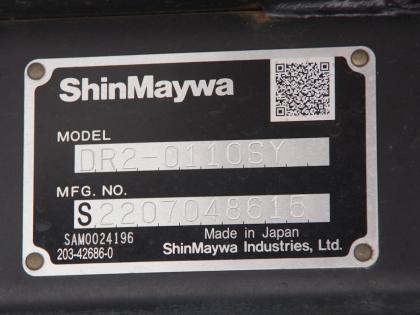 ShinMaywa
MODEL
DR2-0110SY
MFG. NO.
S2207048615
SAM0024196
Made in Japan
203-42686-0
ShinMaywa Industries, Ltd.